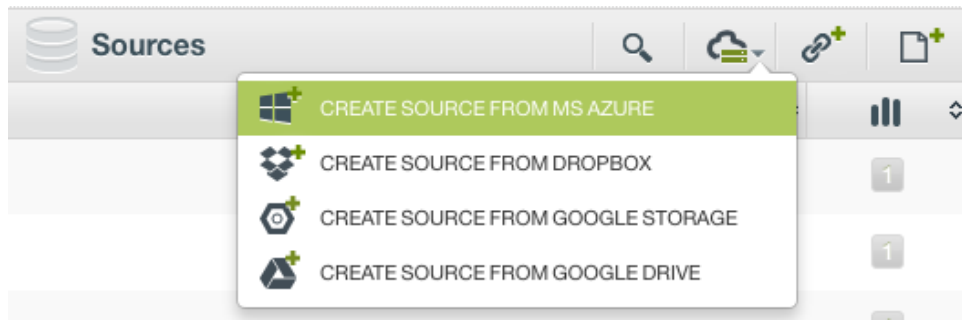 Sources
CREATE SOURCE FROM MS AZURE
CREATE SOURCE FROM DROPBOX
1
CREATE SOURCE FROM GOOGLE STORAGE
1
CREATE SOURCE FROM GOOGLE DRIVE